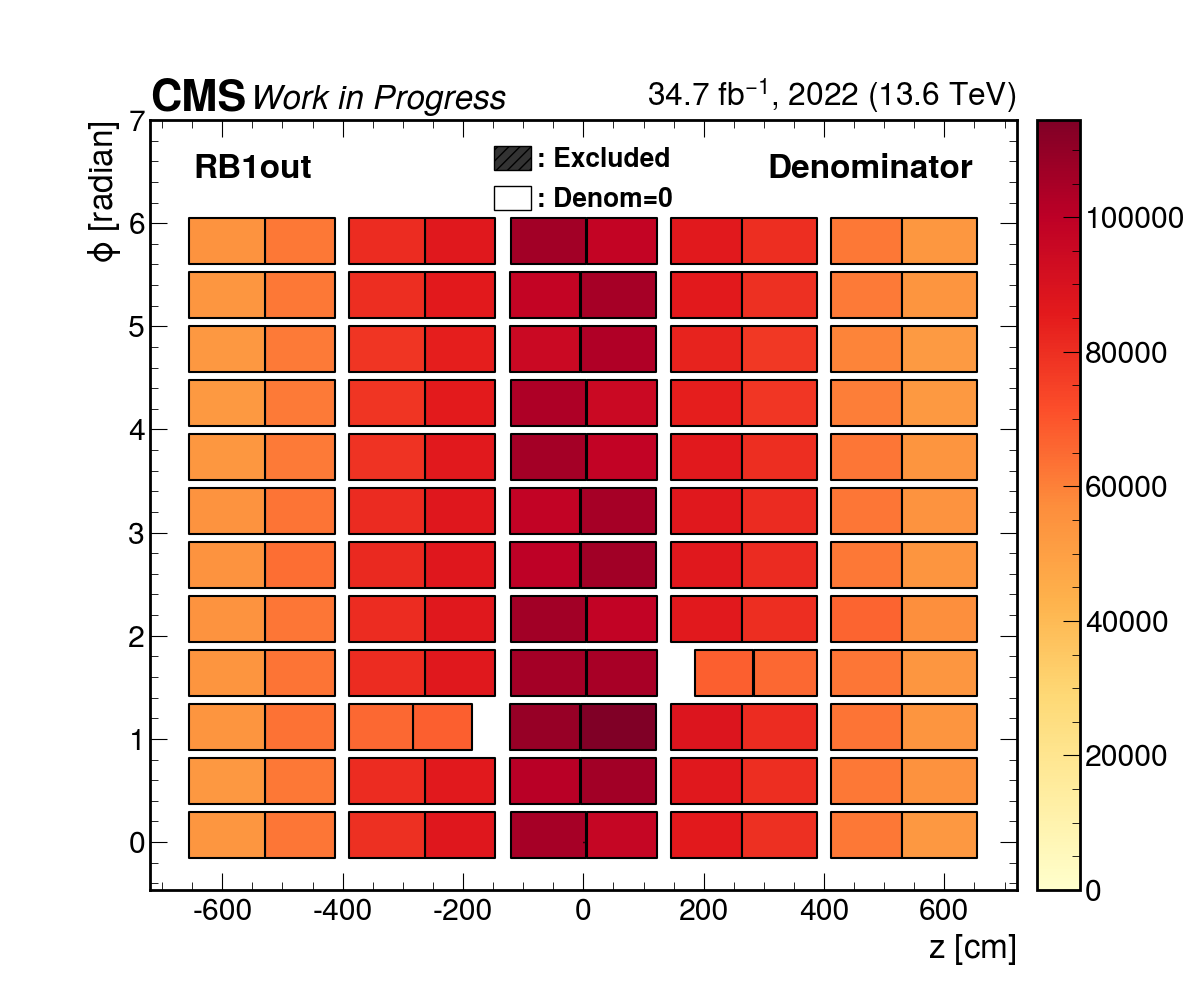 CMS Work in Progress 34.7 fb⁻¹, 2022 (13.6 TeV)
RB1out : Excluded Denominator
: Denom=0
ϕ [radian]
7
6
5
4
3
2
1
0
-600 -400 -200 0 200 400 600
z [cm]
100000
80000
60000
40000
20000
0